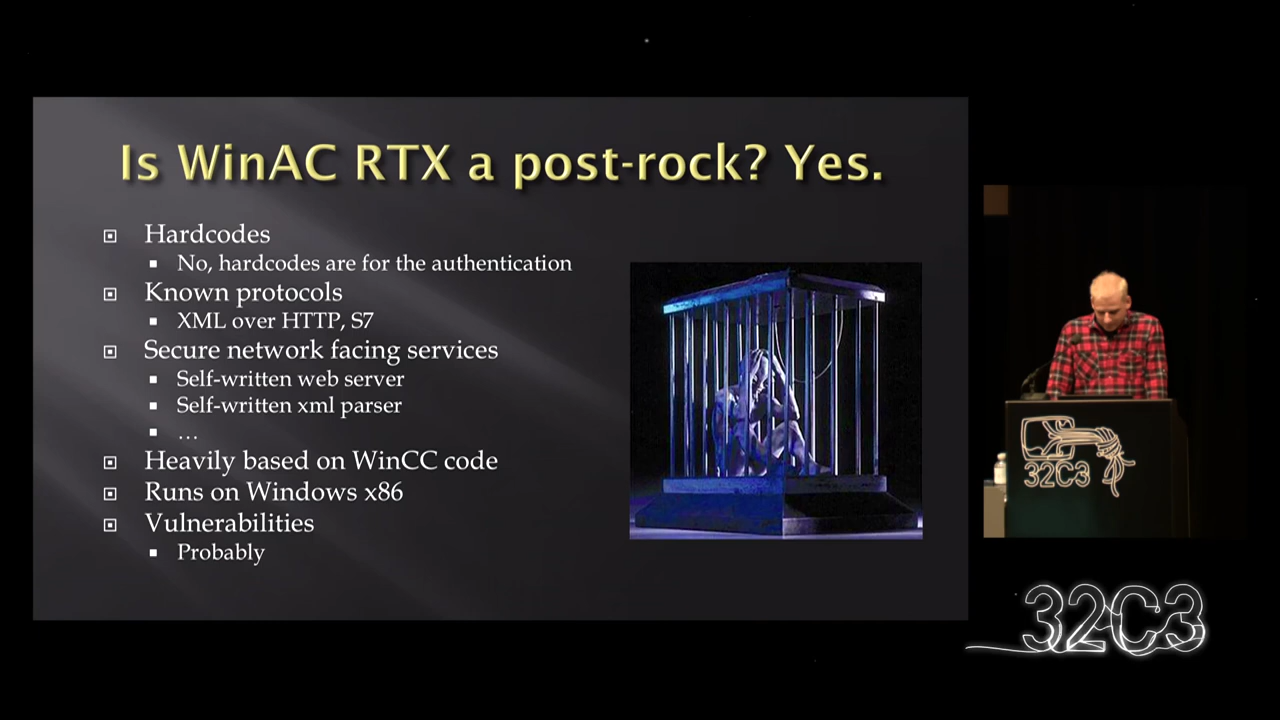 Is WinAC RTX a post-rock? Yes.
Hardcodes
No, hardcodes are for the authentication
Known protocols
XML over HTTP, S7
Secure network facing services
Self-written web server
Self-written xml parser
...
Heavily based on WinCC code
Runs on Windows x86
Vulnerabilities
Probably
32C3
32C3